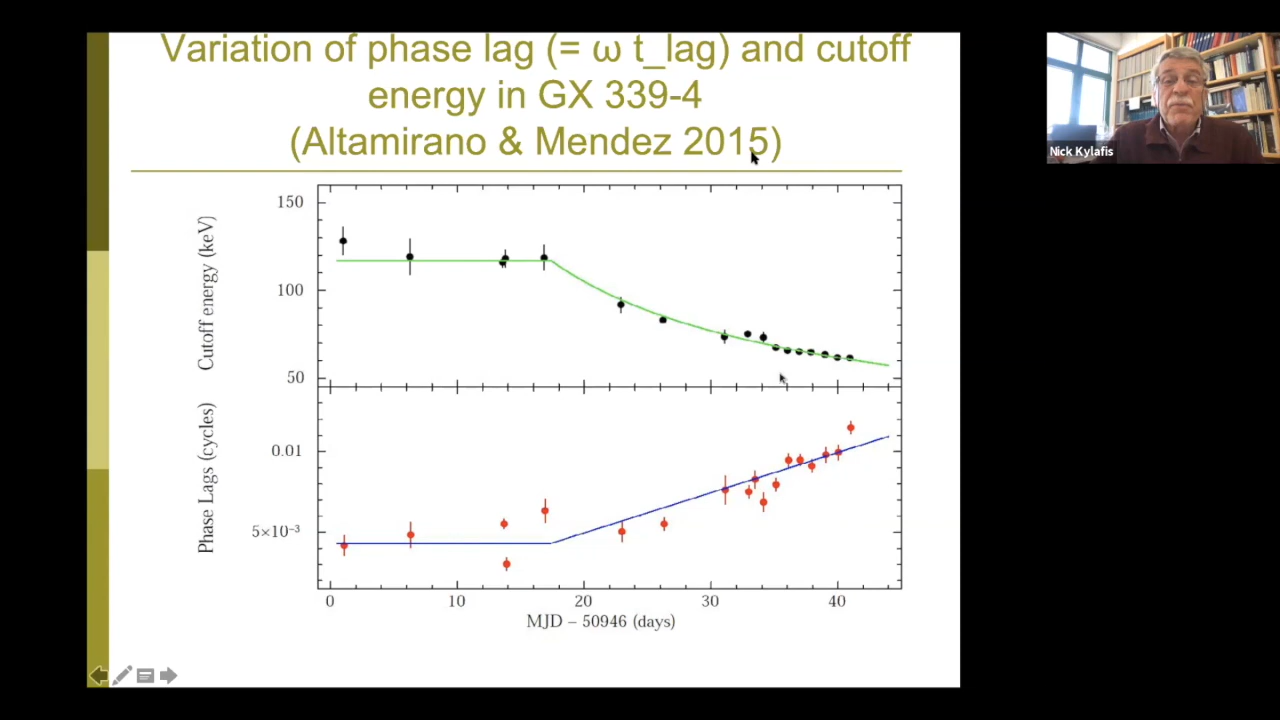 Variation of phase lag (= ω t_lag) and cutoff
energy in GX 339-4
(Altamirano & Mendez 2015)
Nick Kylafis
150
100
50
Cutoff energy (keV)
0.01
5×10⁻³
Phase Lags (cycles)
0 10 20 30 40
MJD – 50946 (days)